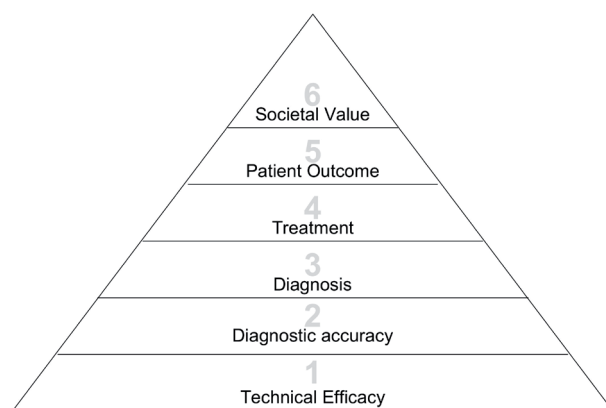 6
Societal Value
5
Patient Outcome
4
Treatment
3
Diagnosis
2
Diagnostic accuracy
1
Technical Efficacy